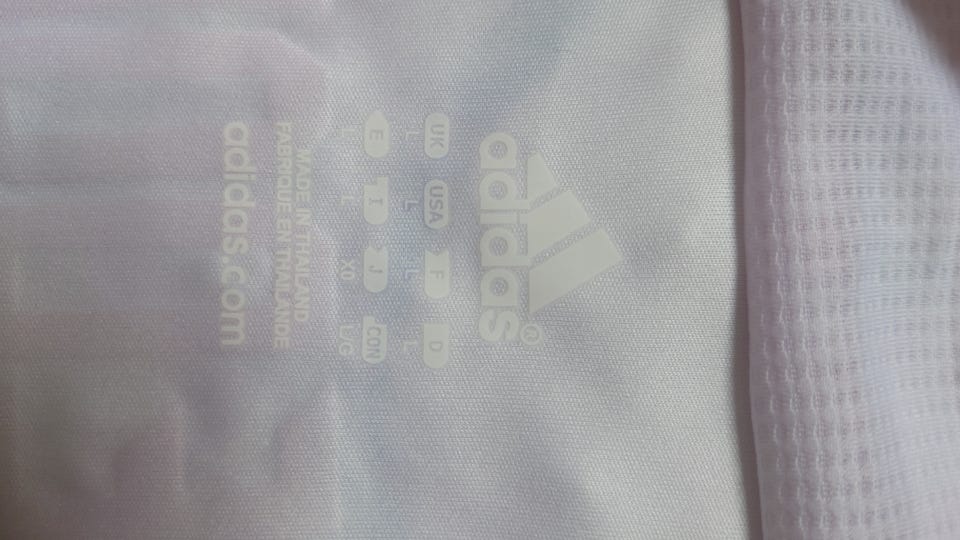 adidas®
UK USA F D
L L L L
E I J CON
L L XO L/G
MADE IN THAILAND
FABRIQUE EN THAILANDE
adidas.com